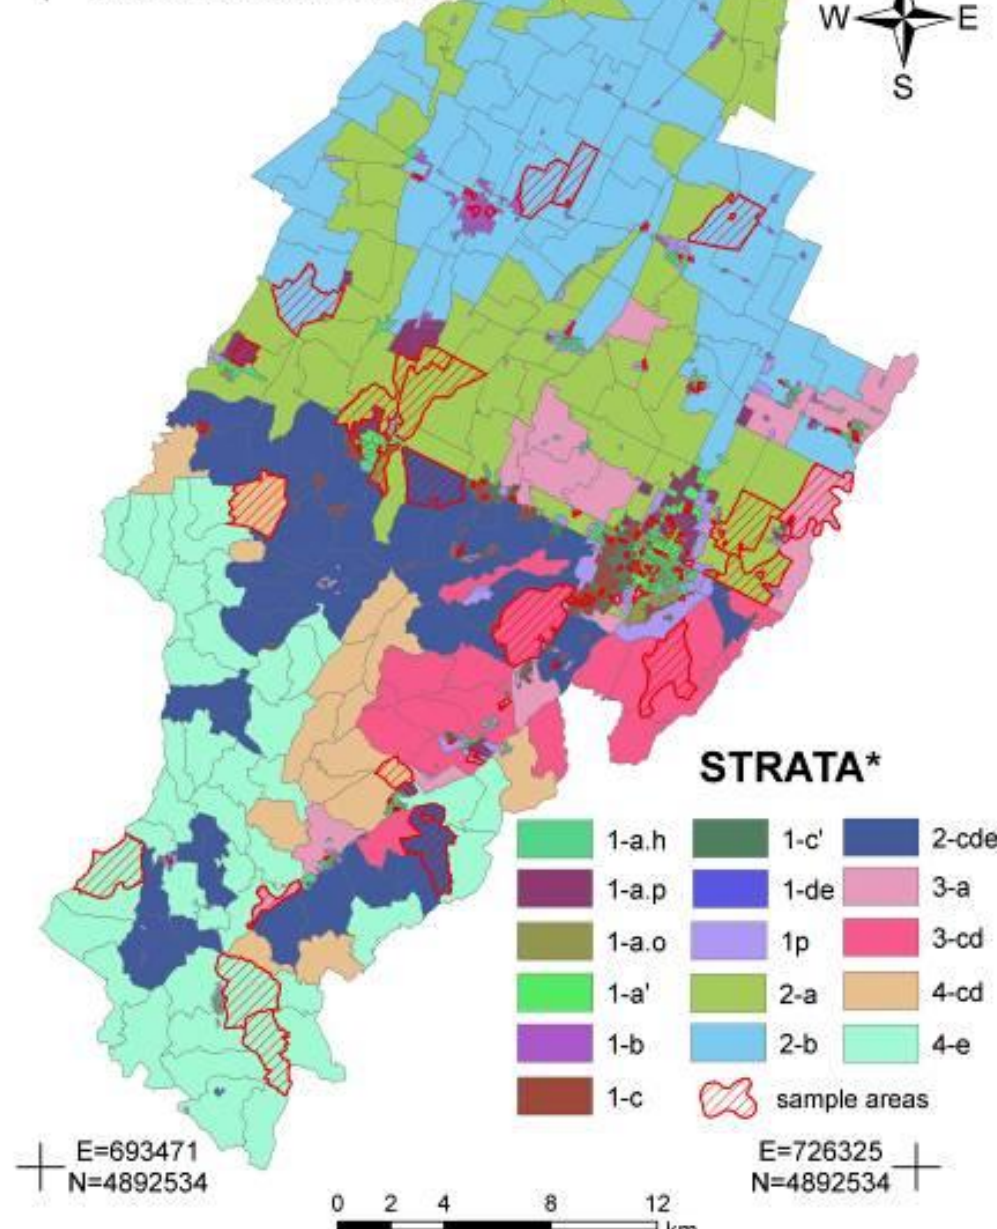 W E
S
STRATA*
1-a.h 1-c' 2-cde
1-a.p 1-de 3-a
1-a.o 1p 3-cd
1-a' 2-a 4-cd
1-b 2-b 4-e
1-c sample areas
E=693471 E=726325
N=4892534 N=4892534
0 2 4 8 12
km